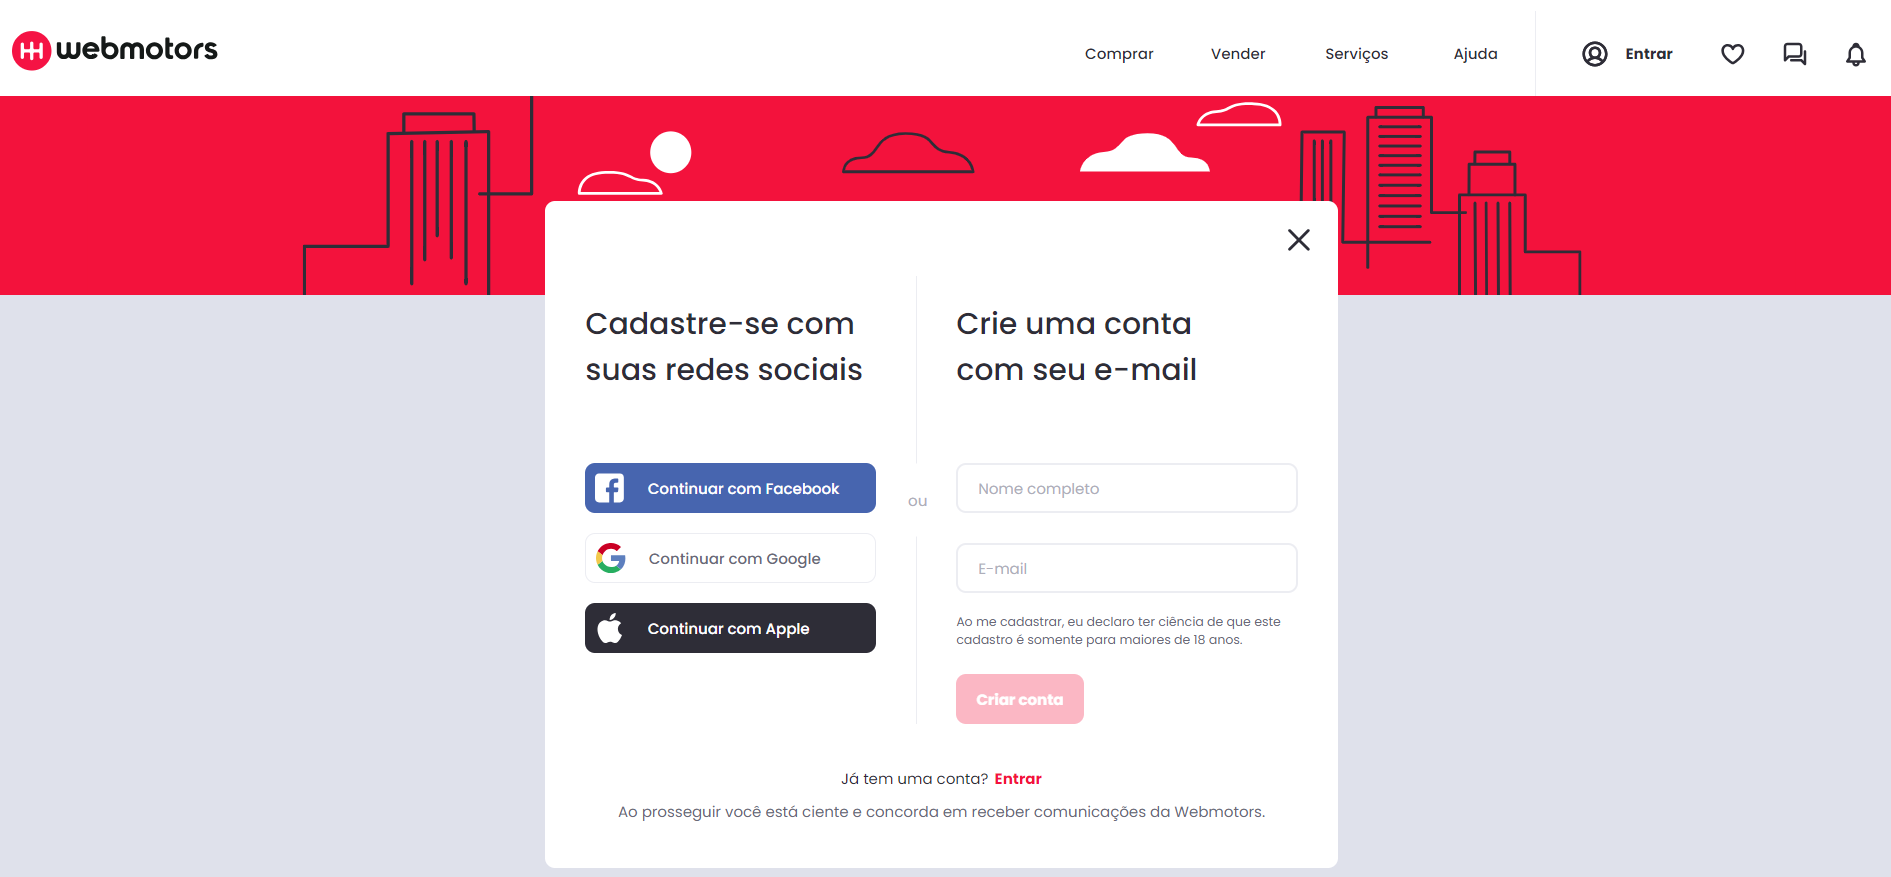 webmotors
Comprar
Vender
Serviços
Ajuda
Entrar
Cadastre-se com
suas redes sociais
Continuar com Facebook
Continuar com Google
Continuar com Apple
ou
Crie uma conta
com seu e-mail
Nome completo
E-mail
Ao me cadastrar, eu declaro ter ciência de que este
cadastro é somente para maiores de 18 anos.
Criar conta
Já tem uma conta? Entrar
Ao prosseguir você está ciente e concorda em receber comunicações da Webmotors.